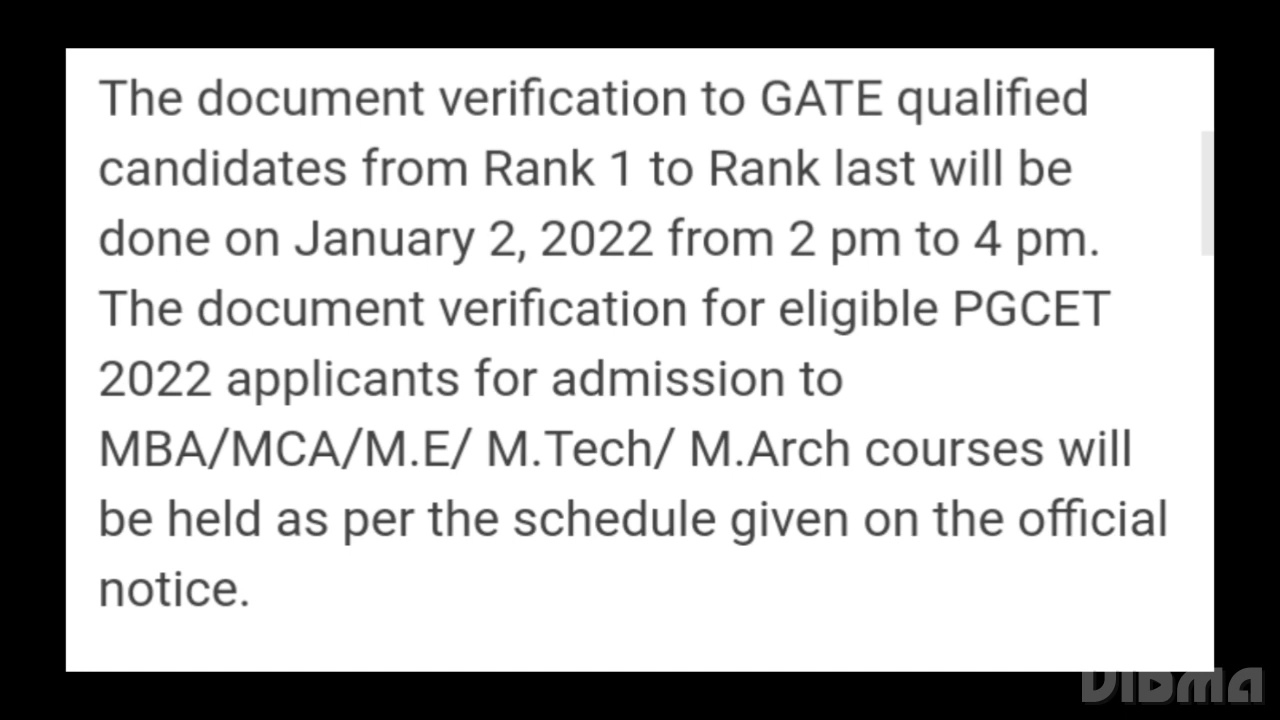 The document verification to GATE qualified
candidates from Rank 1 to Rank last will be
done on January 2, 2022 from 2 pm to 4 pm.
The document verification for eligible PGCET
2022 applicants for admission to
MBA/MCA/M.E/ M.Tech/ M.Arch courses will
be held as per the schedule given on the official
notice.